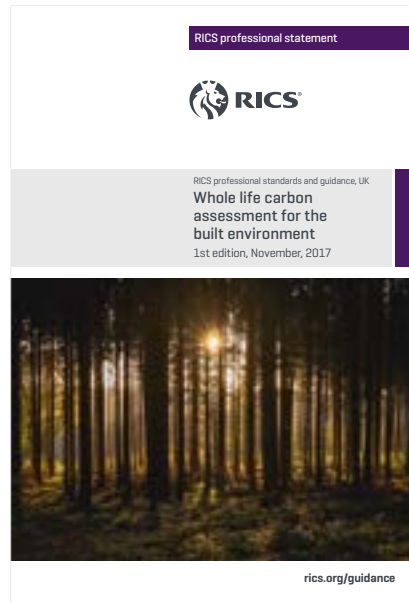 RICS professional statement
RICS®
RICS professional standards and guidance, UK
Whole life carbon
assessment for the
built environment
1st edition, November, 2017
rics.org/guidance